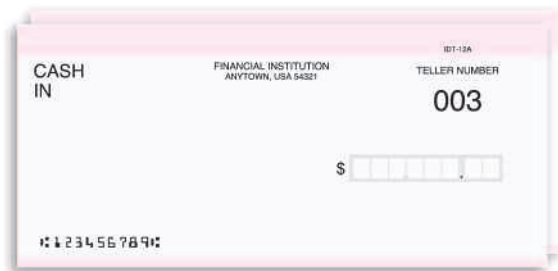 IDT-12A
CASH
IN
FINANCIAL INSTITUTION
ANYTOWN, USA 54321
TELLER NUMBER
003
$
⑆123456789⑆